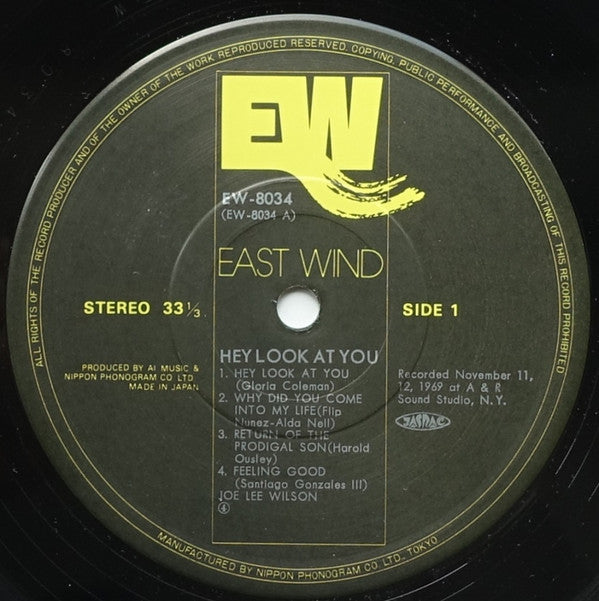 ALL RIGHTS OF THE RECORD PRODUCER AND OF THE OWNER OF THE WORK REPRODUCED RESERVED. COPYING, PUBLIC PERFORMANCE AND BROADCASTING OF THIS RECORD PROHIBITED
EW
EW-8034
(EW-8034 A)
EAST WIND
STEREO 33 1/3
SIDE 1
HEY LOOK AT YOU
1. HEY LOOK AT YOU
(Gloria Coleman)
2. WHY DID YOU COME
INTO MY LIFE(Flip
Nunez-Alda Nell)
3. RETURN OF THE
PRODIGAL SON(Harold
Ousley)
4. FEELING GOOD
(Santiago Gonzales III)
JOE LEE WILSON
PRODUCED BY AI MUSIC &
NIPPON PHONOGRAM CO. LTD.
MADE IN JAPAN
Recorded November 11,
12, 1969 at A & R
Sound Studio, N.Y.
JASRAC
MANUFACTURED BY NIPPON PHONOGRAM CO. LTD., TOKYO